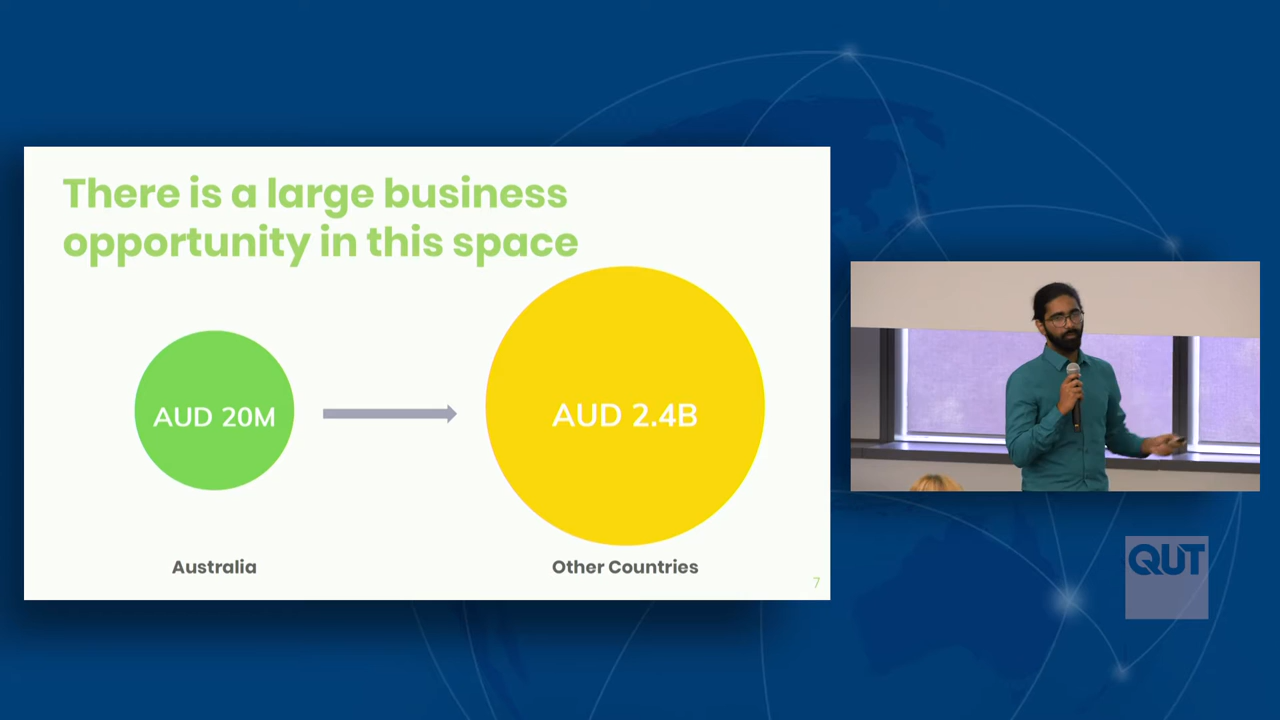 There is a large business
opportunity in this space
AUD 20M
AUD 2.4B
Australia
Other Countries
7
QUT